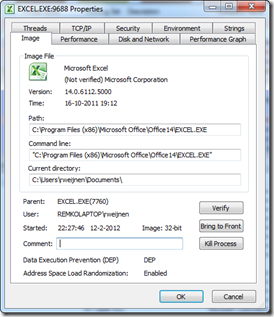 EXCEL.EXE:9688 Properties
Threads TCP/IP Security Environment Strings
Image Performance Disk and Network Performance Graph
Image File
Microsoft Excel
(Not verified) Microsoft Corporation
Version: 14.0.6112.5000
Time: 16-10-2011 19:12
Path:
C:\Program Files (x86)\Microsoft Office\Office14\EXCEL.EXE
Command line:
"C:\Program Files (x86)\Microsoft Office\Office14\EXCEL.EXE"
Current directory:
C:\Users\rweijnen\Documents\
Parent: EXCEL.EXE(7760)
User: REMKOLAPTOP\rweijnen
Verify
Started: 22:27:46 12-2-2012 Image: 32-bit
Bring to Front
Comment:
Kill Process
Data Execution Prevention (DEP) DEP
Address Space Load Randomization: Enabled
OK Cancel